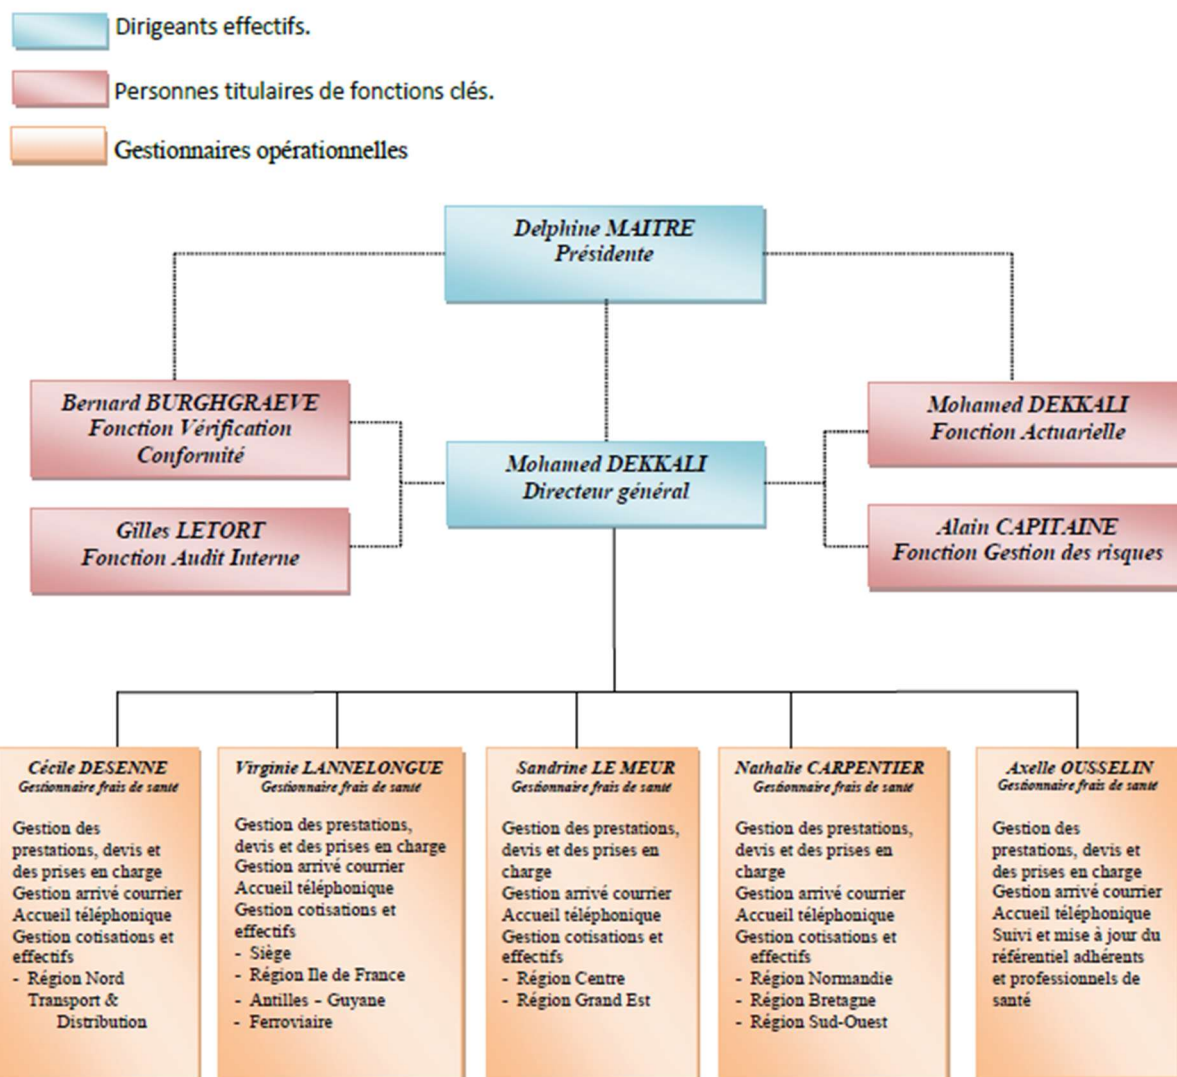 Dirigeants effectifs.
Personnes titulaires de fonctions clés.
Gestionnaires opérationnelles
Delphine MAITRE
Présidente
Bernard BURGHGRAEVE
Fonction Vérification
Conformité
Mohamed DEKKALI
Fonction Actuarielle
Mohamed DEKKALI
Directeur général
Gilles LETORT
Fonction Audit Interne
Alain CAPITAINE
Fonction Gestion des risques
Cécile DESENNE
Gestionnaire frais de santé
Gestion des
prestations, devis et
des prises en charge
Gestion arrivé courrier
Accueil téléphonique
Gestion cotisations et
effectifs
- Région Nord
Transport &
Distribution
Virginie LANNELONGUE
Gestionnaire frais de santé
Gestion des prestations,
devis et des prises en charge
Gestion arrivé courrier
Accueil téléphonique
Gestion cotisations et
effectifs
- Siège
- Région Ile de France
- Antilles – Guyane
- Ferroviaire
Sandrine LE MEUR
Gestionnaire frais de santé
Gestion des prestations,
devis et des prises en
charge
Gestion arrivé courrier
Accueil téléphonique
Gestion cotisations et
effectifs
- Région Centre
- Région Grand Est
Nathalie CARPENTIER
Gestionnaire frais de santé
Gestion des prestations,
devis et des prises en
charge
Gestion arrivé courrier
Accueil téléphonique
Gestion cotisations et
effectifs
- Région Normandie
- Région Bretagne
- Région Sud-Ouest
Axelle OUSSELIN
Gestionnaire frais de santé
Gestion des
prestations, devis et
des prises en charge
Gestion arrivé courrier
Accueil téléphonique
Suivi et mise à jour du
référentiel adhérents
et professionnels de
santé